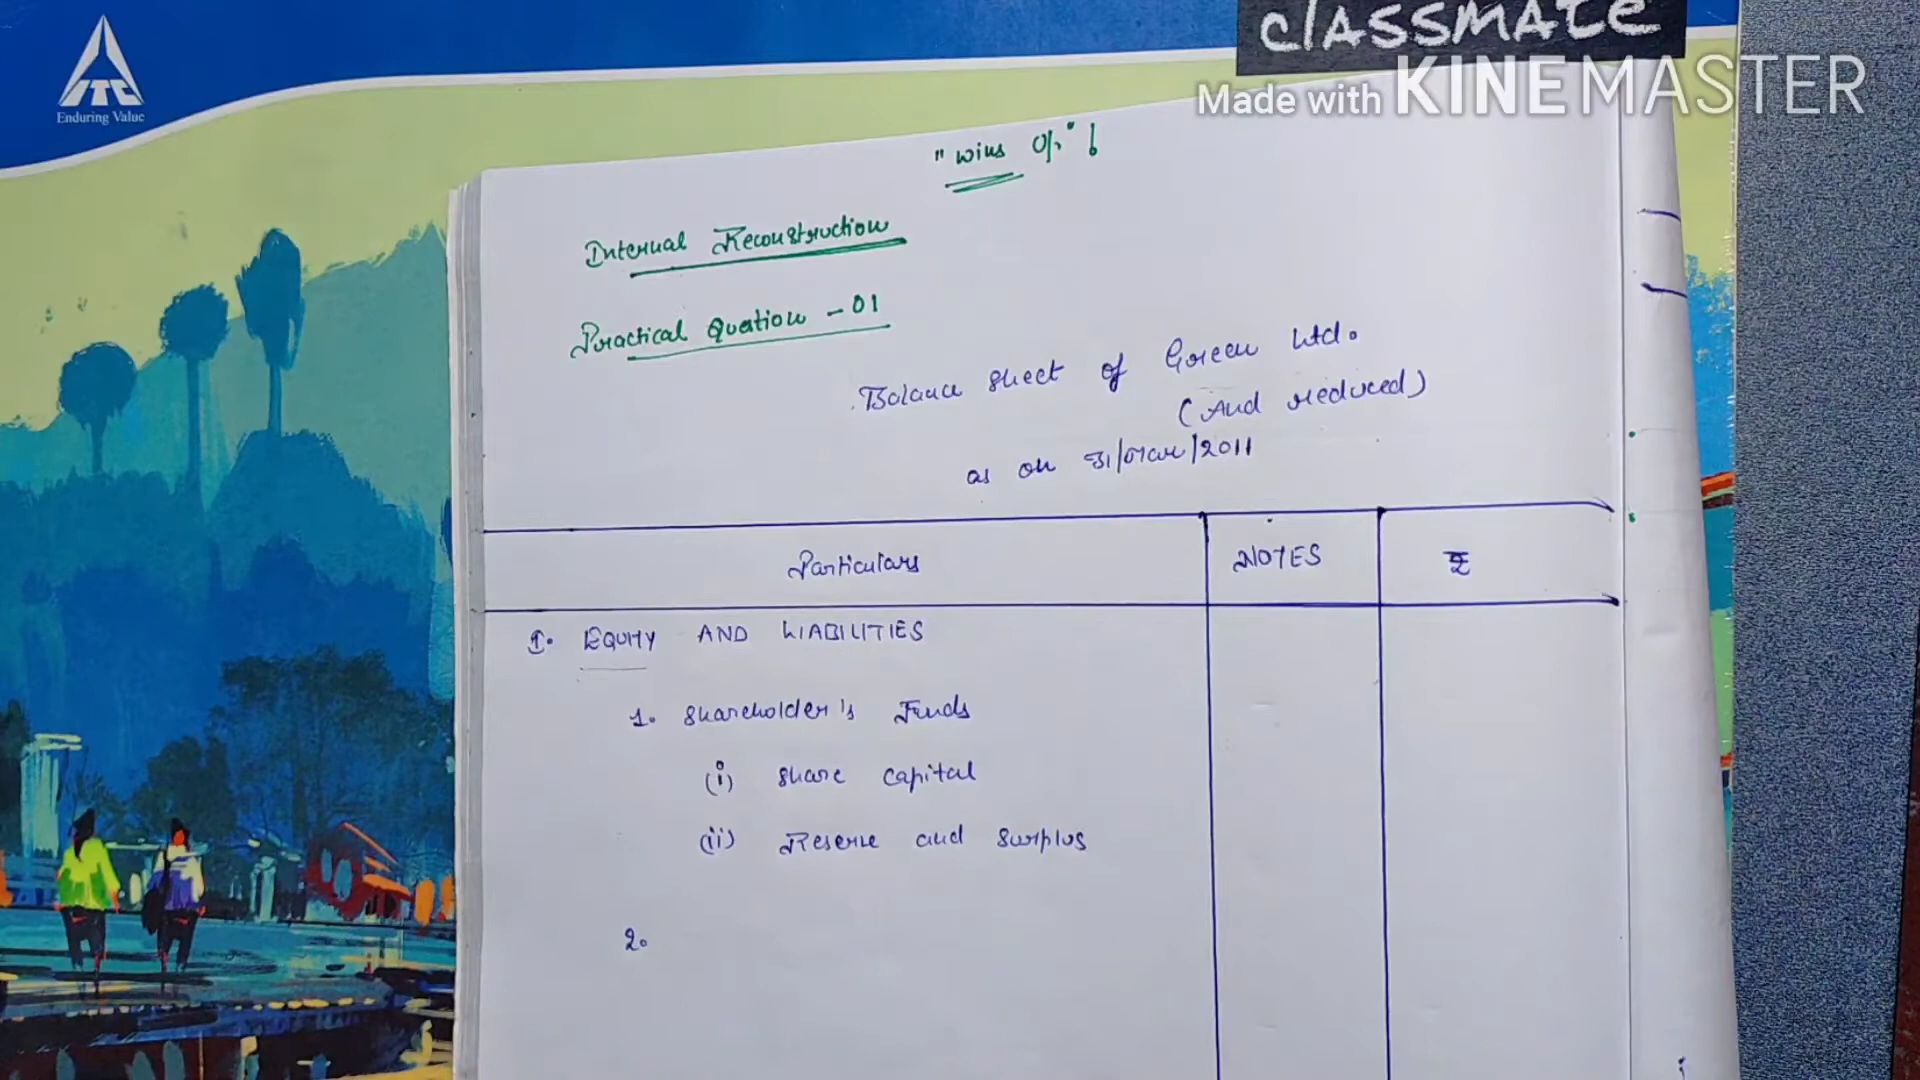 CLASSMATE
Made with KINEMASTER
ITC
Enduring Value
Internal Reconstruction
Practical Question - 01
Balance Sheet of Green Ltd.
(And reduced)
as on 31/Mar/2011
Particulars NOTES ₹
I. EQUITY AND LIABILITIES
1. Shareholder's Funds
(i) Share capital
(ii) Reserve and Surplus
2.